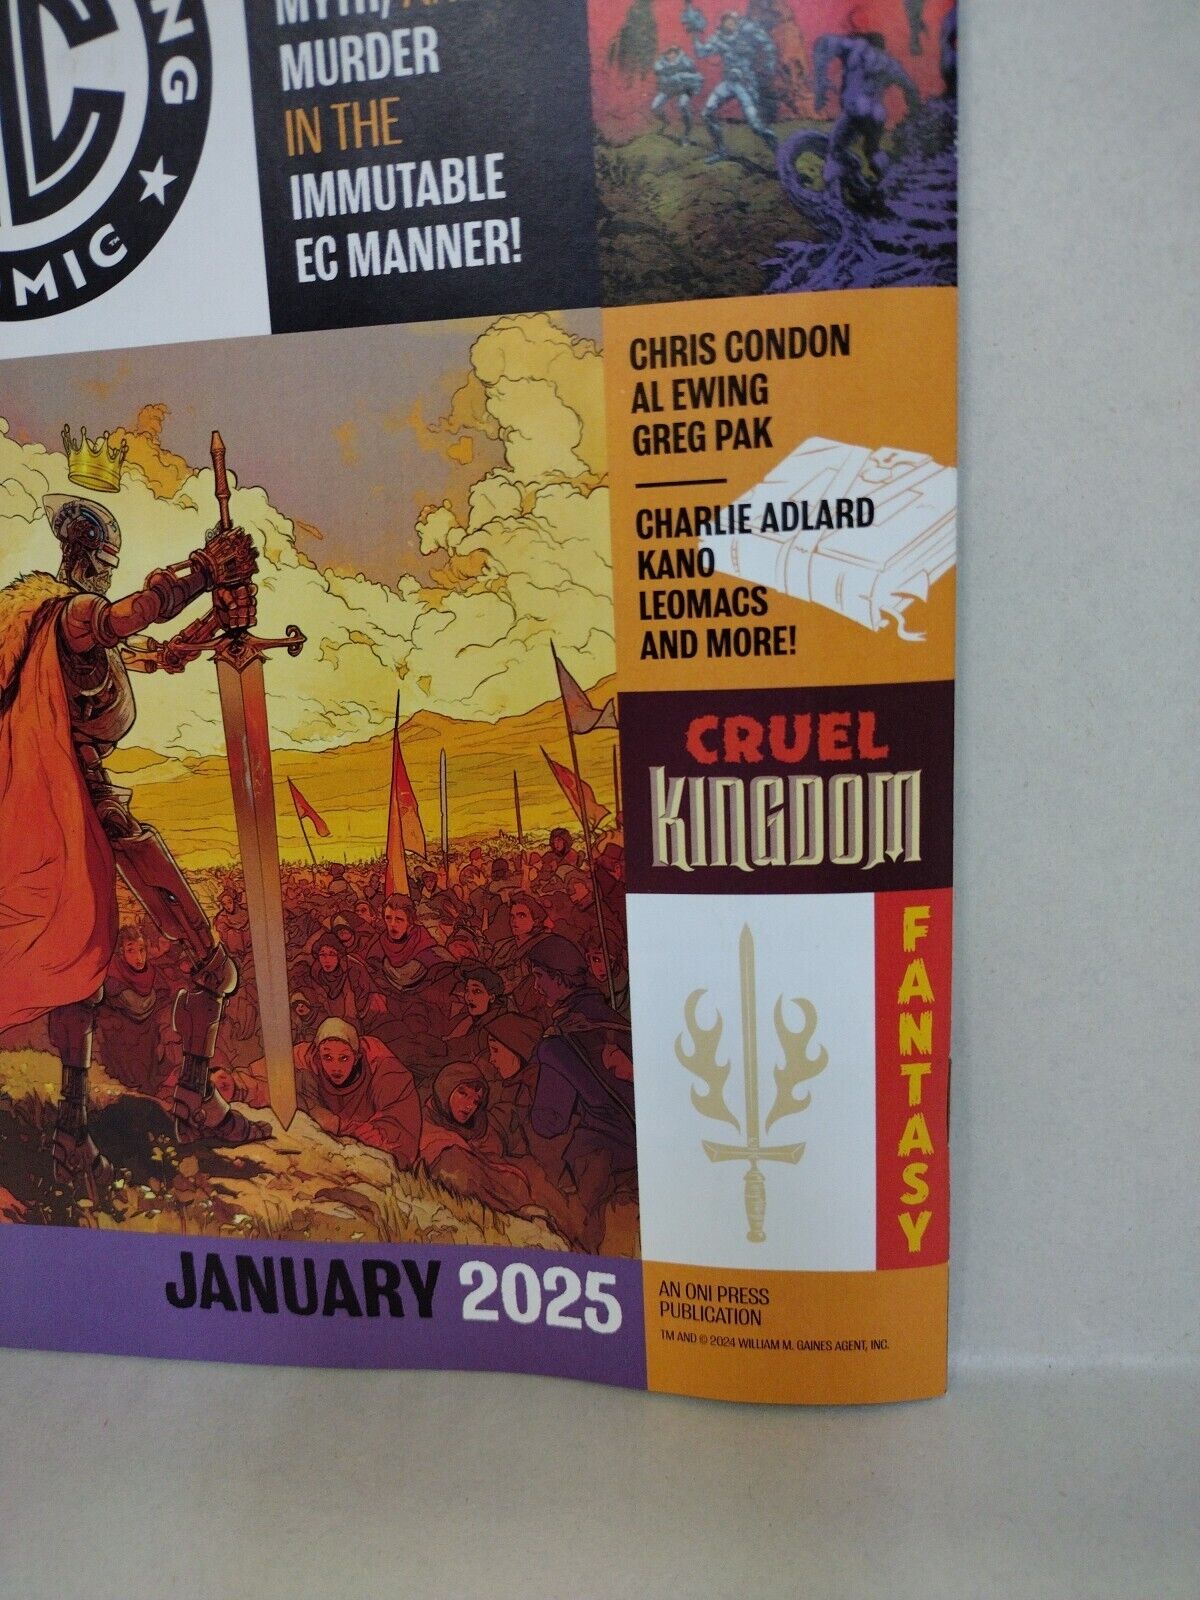 MURDER
IN THE
IMMUTABLE
EC MANNER!
CHRIS CONDON
AL EWING
GREG PAK
CHARLIE ADLARD
KANO
LEOMACS
AND MORE!
CRUEL
KINGDOM
FANTASY
JANUARY 2025
AN ONI PRESS
PUBLICATION
TM AND © 2024 WILLIAM M. GAINES AGENT, INC.